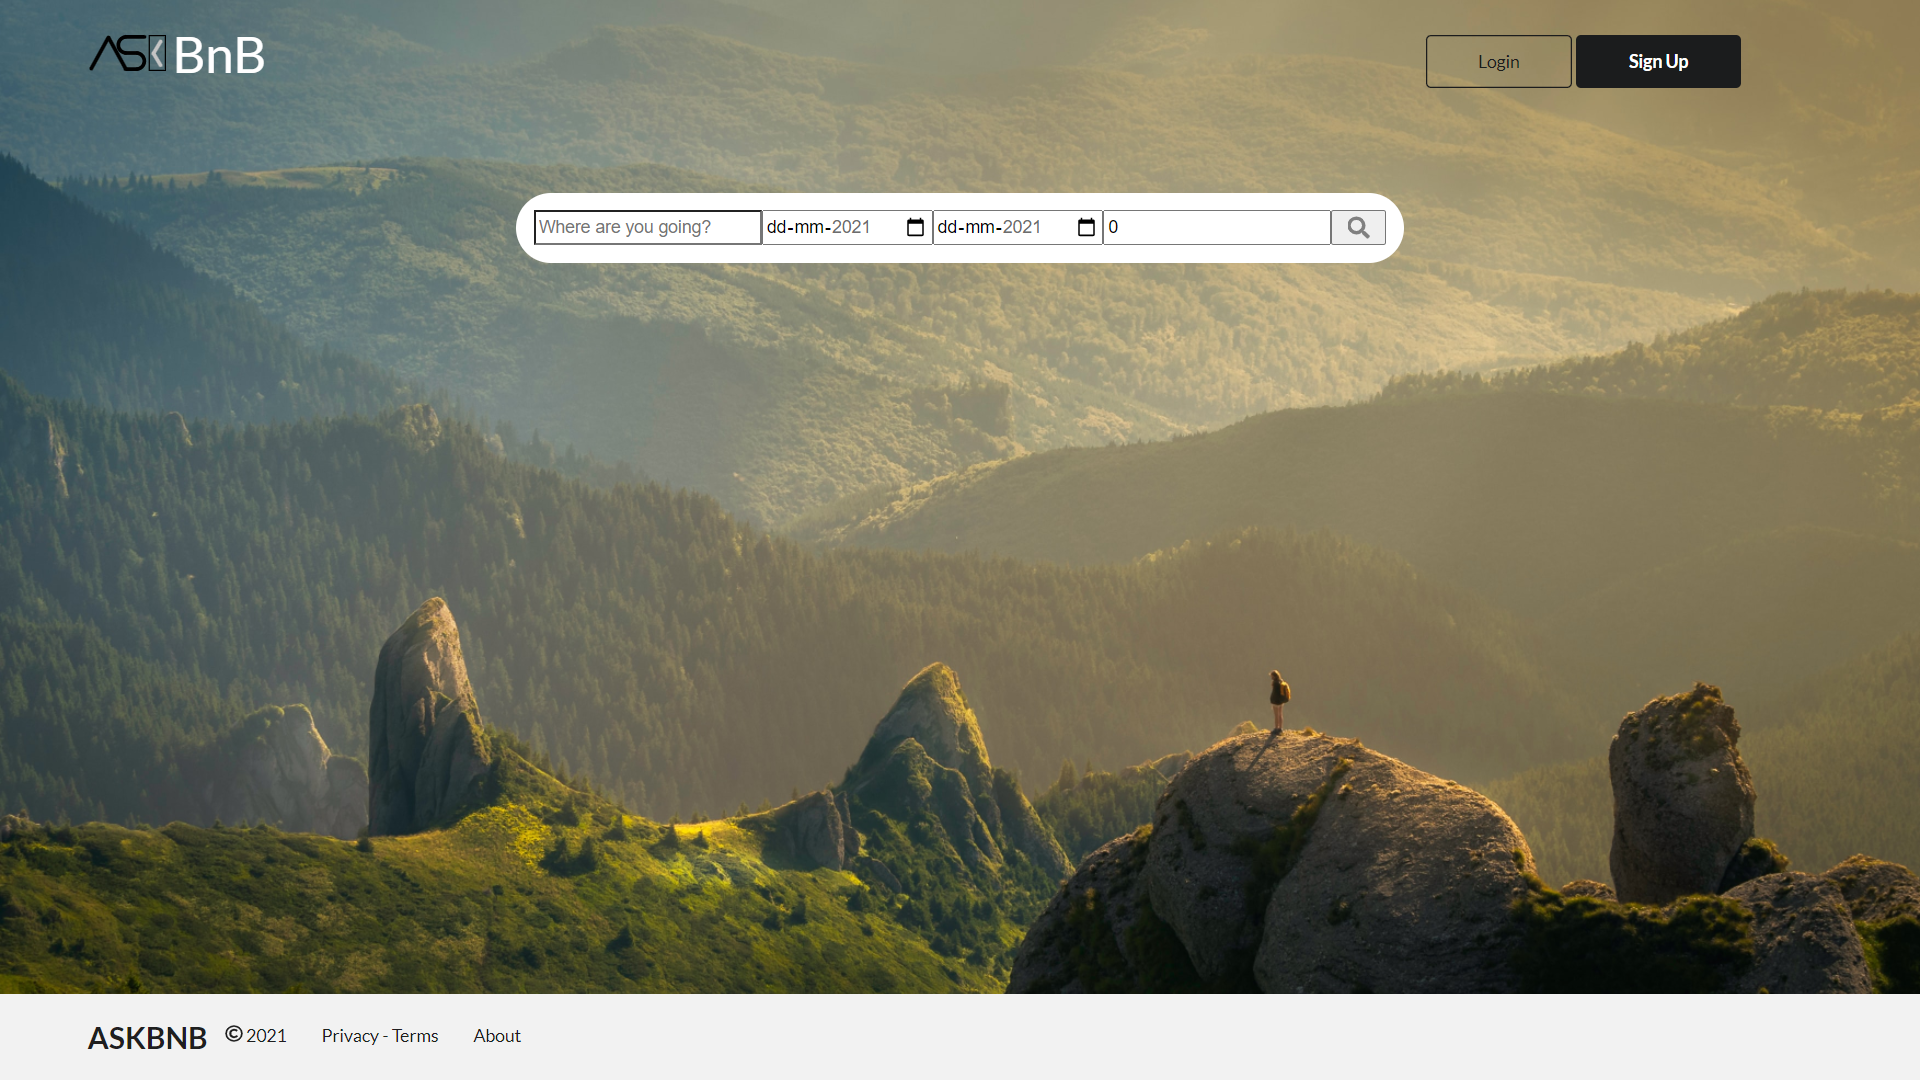 ASK BnB
Login
Sign Up
Where are you going? dd-mm-2021 dd-mm-2021 0
ASKBNB © 2021 Privacy - Terms About